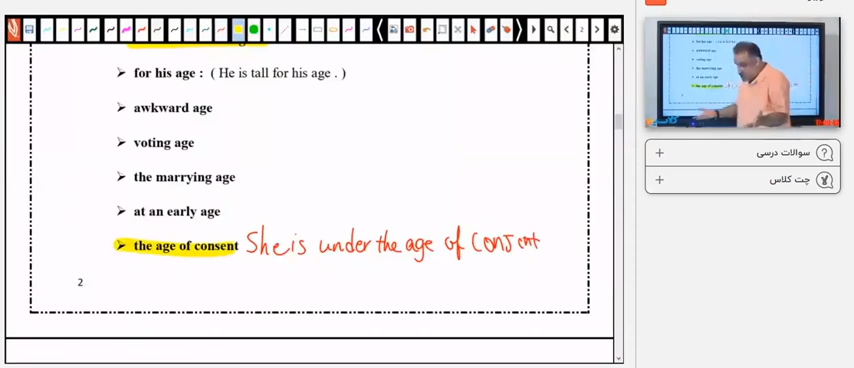 ➤ for his age : ( He is tall for his age . )
➤ awkward age
➤ voting age
➤ the marrying age
➤ at an early age
➤ the age of consent She is under the age of consent
2
سوالات درسی
چت کلاس